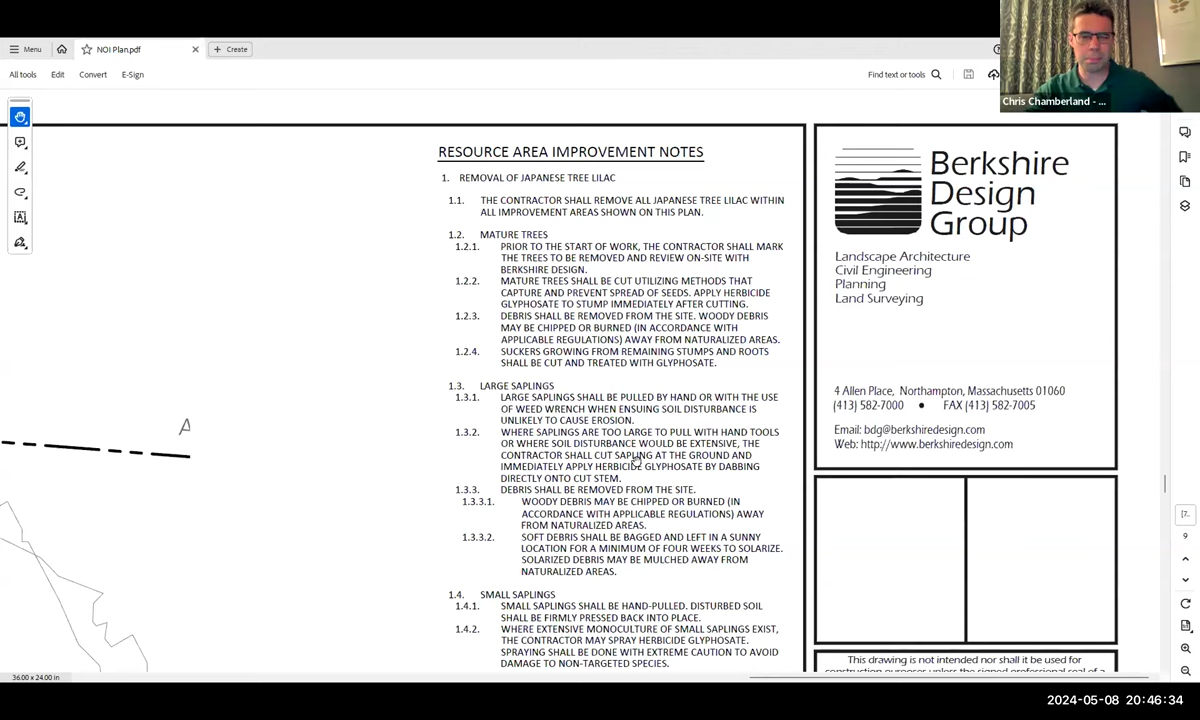 Menu
NOI Plan.pdf
Create
All tools
Edit
Convert
E-Sign
Find text or tools
Chris Chamberland - ...
RESOURCE AREA IMPROVEMENT NOTES
1. REMOVAL OF JAPANESE TREE LILAC
1.1. THE CONTRACTOR SHALL REMOVE ALL JAPANESE TREE LILAC WITHIN
ALL IMPROVEMENT AREAS SHOWN ON THIS PLAN.
1.2. MATURE TREES
1.2.1. PRIOR TO THE START OF WORK, THE CONTRACTOR SHALL MARK
THE TREES TO BE REMOVED AND REVIEW ON-SITE WITH
BERKSHIRE DESIGN.
1.2.2. MATURE TREES SHALL BE CUT UTILIZING METHODS THAT
CAPTURE AND PREVENT SPREAD OF SEEDS. APPLY HERBICIDE
GLYPHOSATE TO STUMP IMMEDIATELY AFTER CUTTING.
1.2.3. DEBRIS SHALL BE REMOVED FROM THE SITE. WOODY DEBRIS
MAY BE CHIPPED OR BURNED (IN ACCORDANCE WITH
APPLICABLE REGULATIONS) AWAY FROM NATURALIZED AREAS.
1.2.4. SUCKERS GROWING FROM REMAINING STUMPS AND ROOTS
SHALL BE CUT AND TREATED WITH GLYPHOSATE.
1.3. LARGE SAPLINGS
1.3.1. LARGE SAPLINGS SHALL BE PULLED BY HAND OR WITH THE USE
OF WEED WRENCH WHEN ENSUING SOIL DISTURBANCE IS
UNLIKELY TO CAUSE EROSION.
1.3.2. WHERE SAPLINGS ARE TOO LARGE TO PULL WITH HAND TOOLS
OR WHERE SOIL DISTURBANCE WOULD BE EXTENSIVE, THE
CONTRACTOR SHALL CUT SAPLING AT THE GROUND AND
IMMEDIATELY APPLY HERBICIDE GLYPHOSATE BY DABBING
DIRECTLY ONTO CUT STEM.
1.3.3. DEBRIS SHALL BE REMOVED FROM THE SITE.
1.3.3.1. WOODY DEBRIS MAY BE CHIPPED OR BURNED (IN
ACCORDANCE WITH APPLICABLE REGULATIONS) AWAY
FROM NATURALIZED AREAS.
1.3.3.2. SOFT DEBRIS SHALL BE BAGGED AND LEFT IN A SUNNY
LOCATION FOR A MINIMUM OF FOUR WEEKS TO SOLARIZE.
SOLARIZED DEBRIS MAY BE MULCHED AWAY FROM
NATURALIZED AREAS.
1.4. SMALL SAPLINGS
1.4.1. SMALL SAPLINGS SHALL BE HAND-PULLED. DISTURBED SOIL
SHALL BE FIRMLY PRESSED BACK INTO PLACE.
1.4.2. WHERE EXTENSIVE MONOCULTURE OF SMALL SAPLINGS EXIST,
THE CONTRACTOR MAY SPRAY HERBICIDE GLYPHOSATE.
SPRAYING SHALL BE DONE WITH EXTREME CAUTION TO AVOID
DAMAGE TO NON-TARGETED SPECIES.
A
Berkshire
Design
Group
Landscape Architecture
Civil Engineering
Planning
Land Surveying
4 Allen Place, Northampton, Massachusetts 01060
(413) 582-7000 ● FAX (413) 582-7005
Email: bdg@berkshiredesign.com
Web: http://www.berkshiredesign.com
This drawing is not intended nor shall it be used for
construction purposes unless the signed professional seal of a
[7-
9
36.00 x 24.00 in
2024-05-08 20:46:34